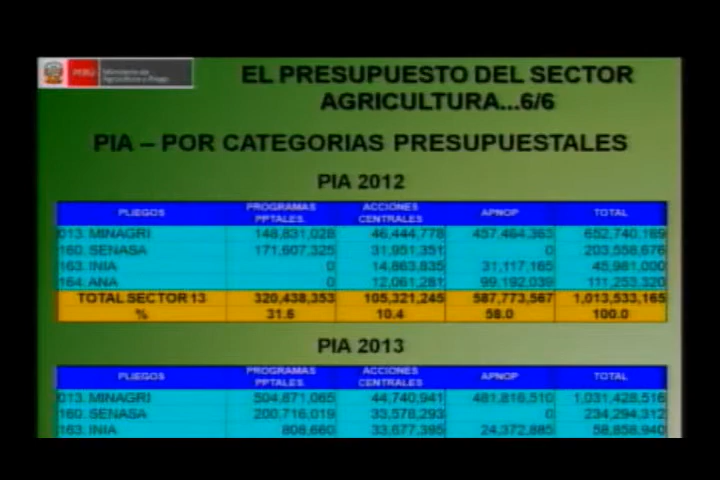 PERÚ Ministerio de Agricultura y Riego
EL PRESUPUESTO DEL SECTOR
AGRICULTURA...6/6
PIA – POR CATEGORIAS PRESUPUESTALES
PIA 2012
PLIEGOS PROGRAMAS PPTALES. ACCIONES CENTRALES APNOP TOTAL
013. MINAGRI 148,831,028 46,444,778 457,464,363 652,740,169
160. SENASA 171,607,325 31,951,351 0 203,558,676
163. INIA 0 14,863,835 31,117,165 45,981,000
164. ANA 0 12,061,281 99,192,039 111,253,320
TOTAL SECTOR 13 320,438,353 105,321,245 587,773,567 1,013,533,165
% 31.6 10.4 58.0 100.0
PIA 2013
PLIEGOS PROGRAMAS PPTALES. ACCIONES CENTRALES APNOP TOTAL
013. MINAGRI 504,871,065 44,740,941 481,816,510 1,031,428,516
160. SENASA 200,716,019 33,578,293 0 234,294,312
163. INIA 808,660 33,677,395 24,372,885 58,858,940